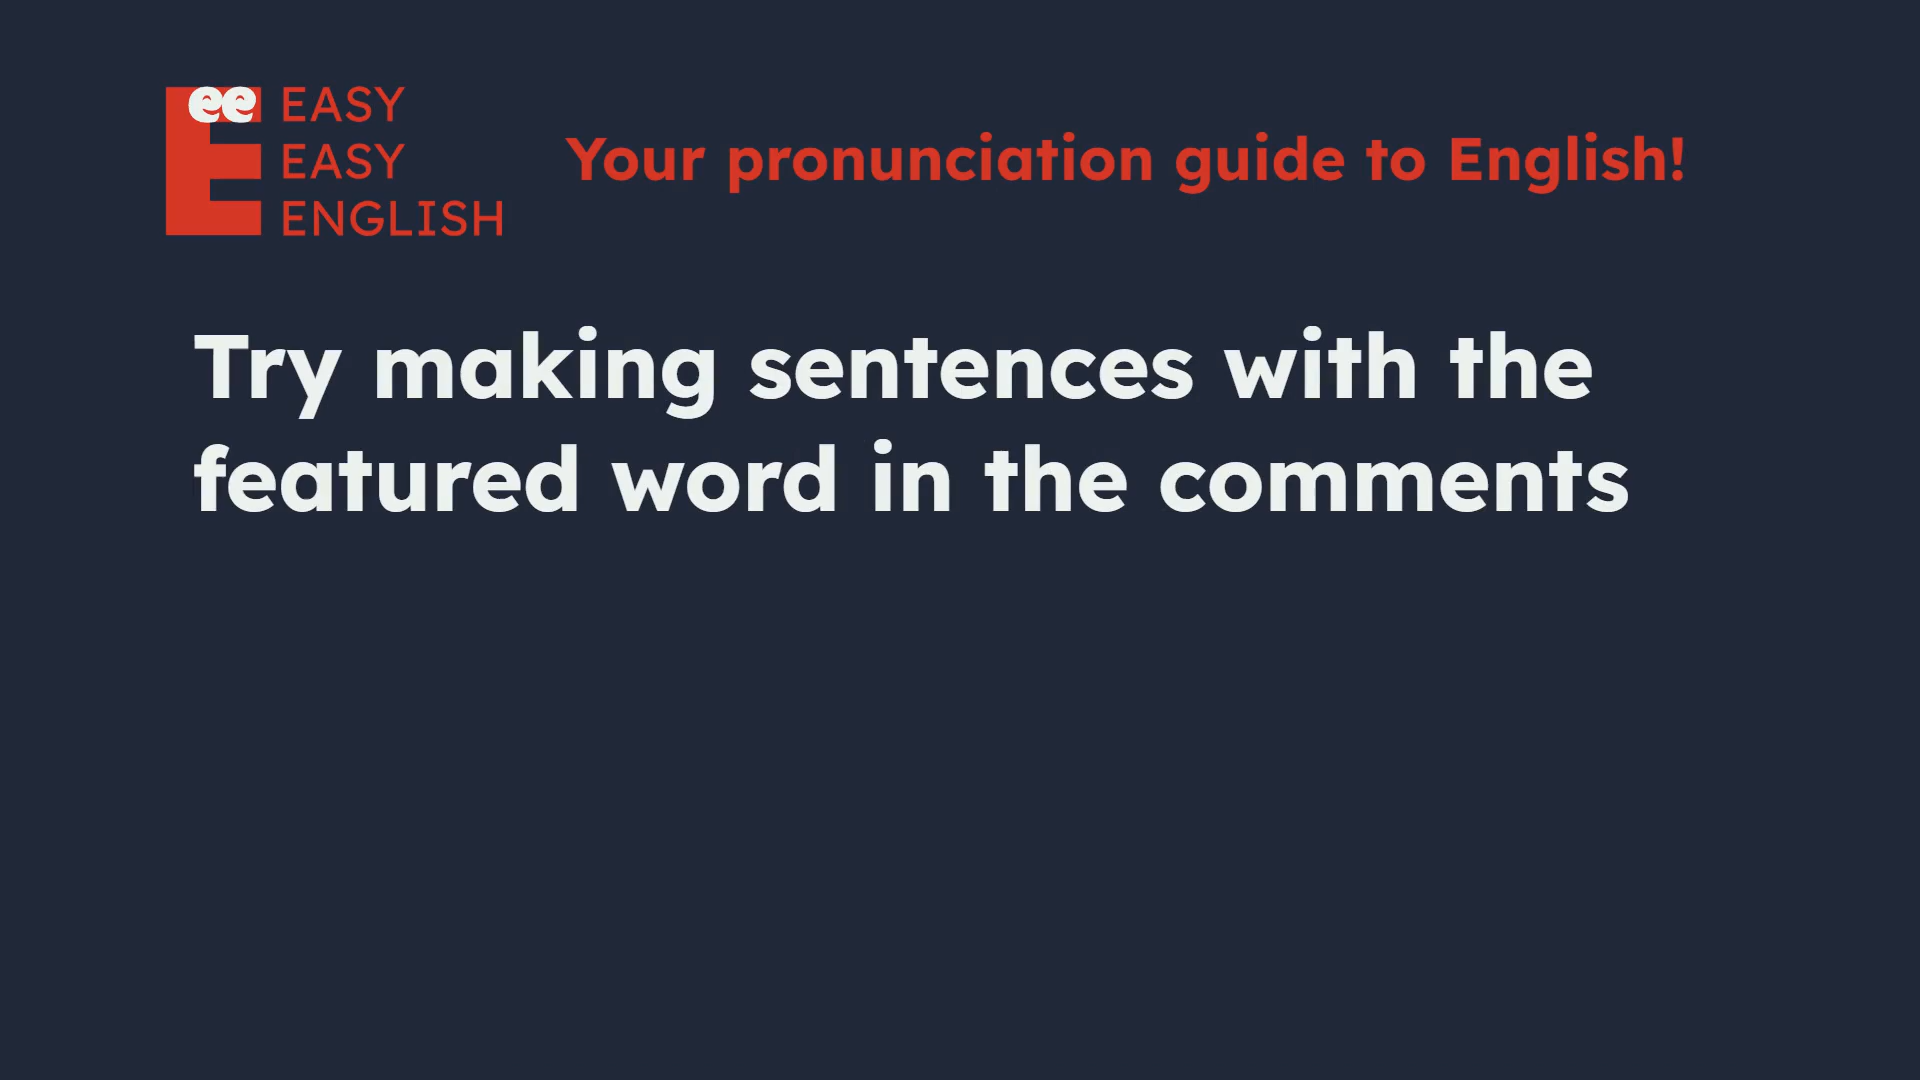 ee
EASY
EASY
ENGLISH
Your pronunciation guide to English!
Try making sentences with the
featured word in the comments